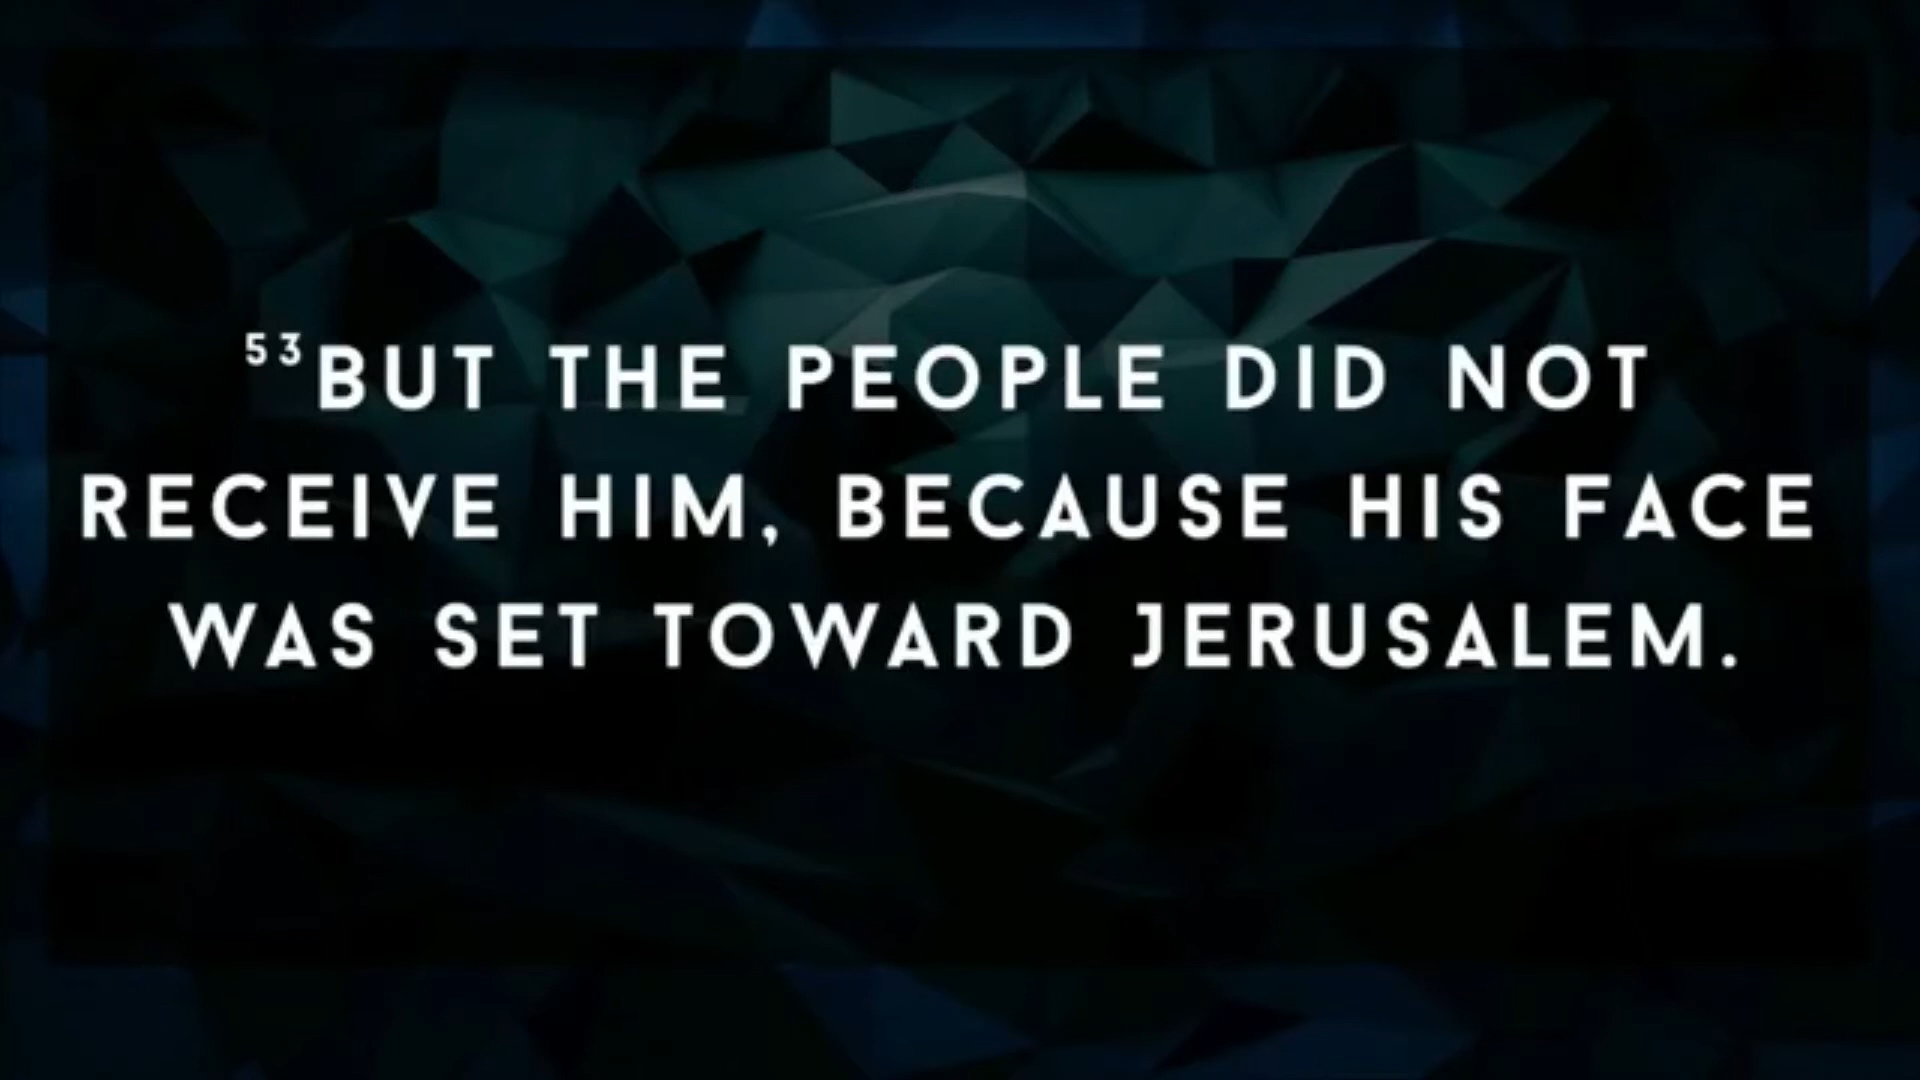 ⁵³BUT THE PEOPLE DID NOT
RECEIVE HIM, BECAUSE HIS FACE
WAS SET TOWARD JERUSALEM.